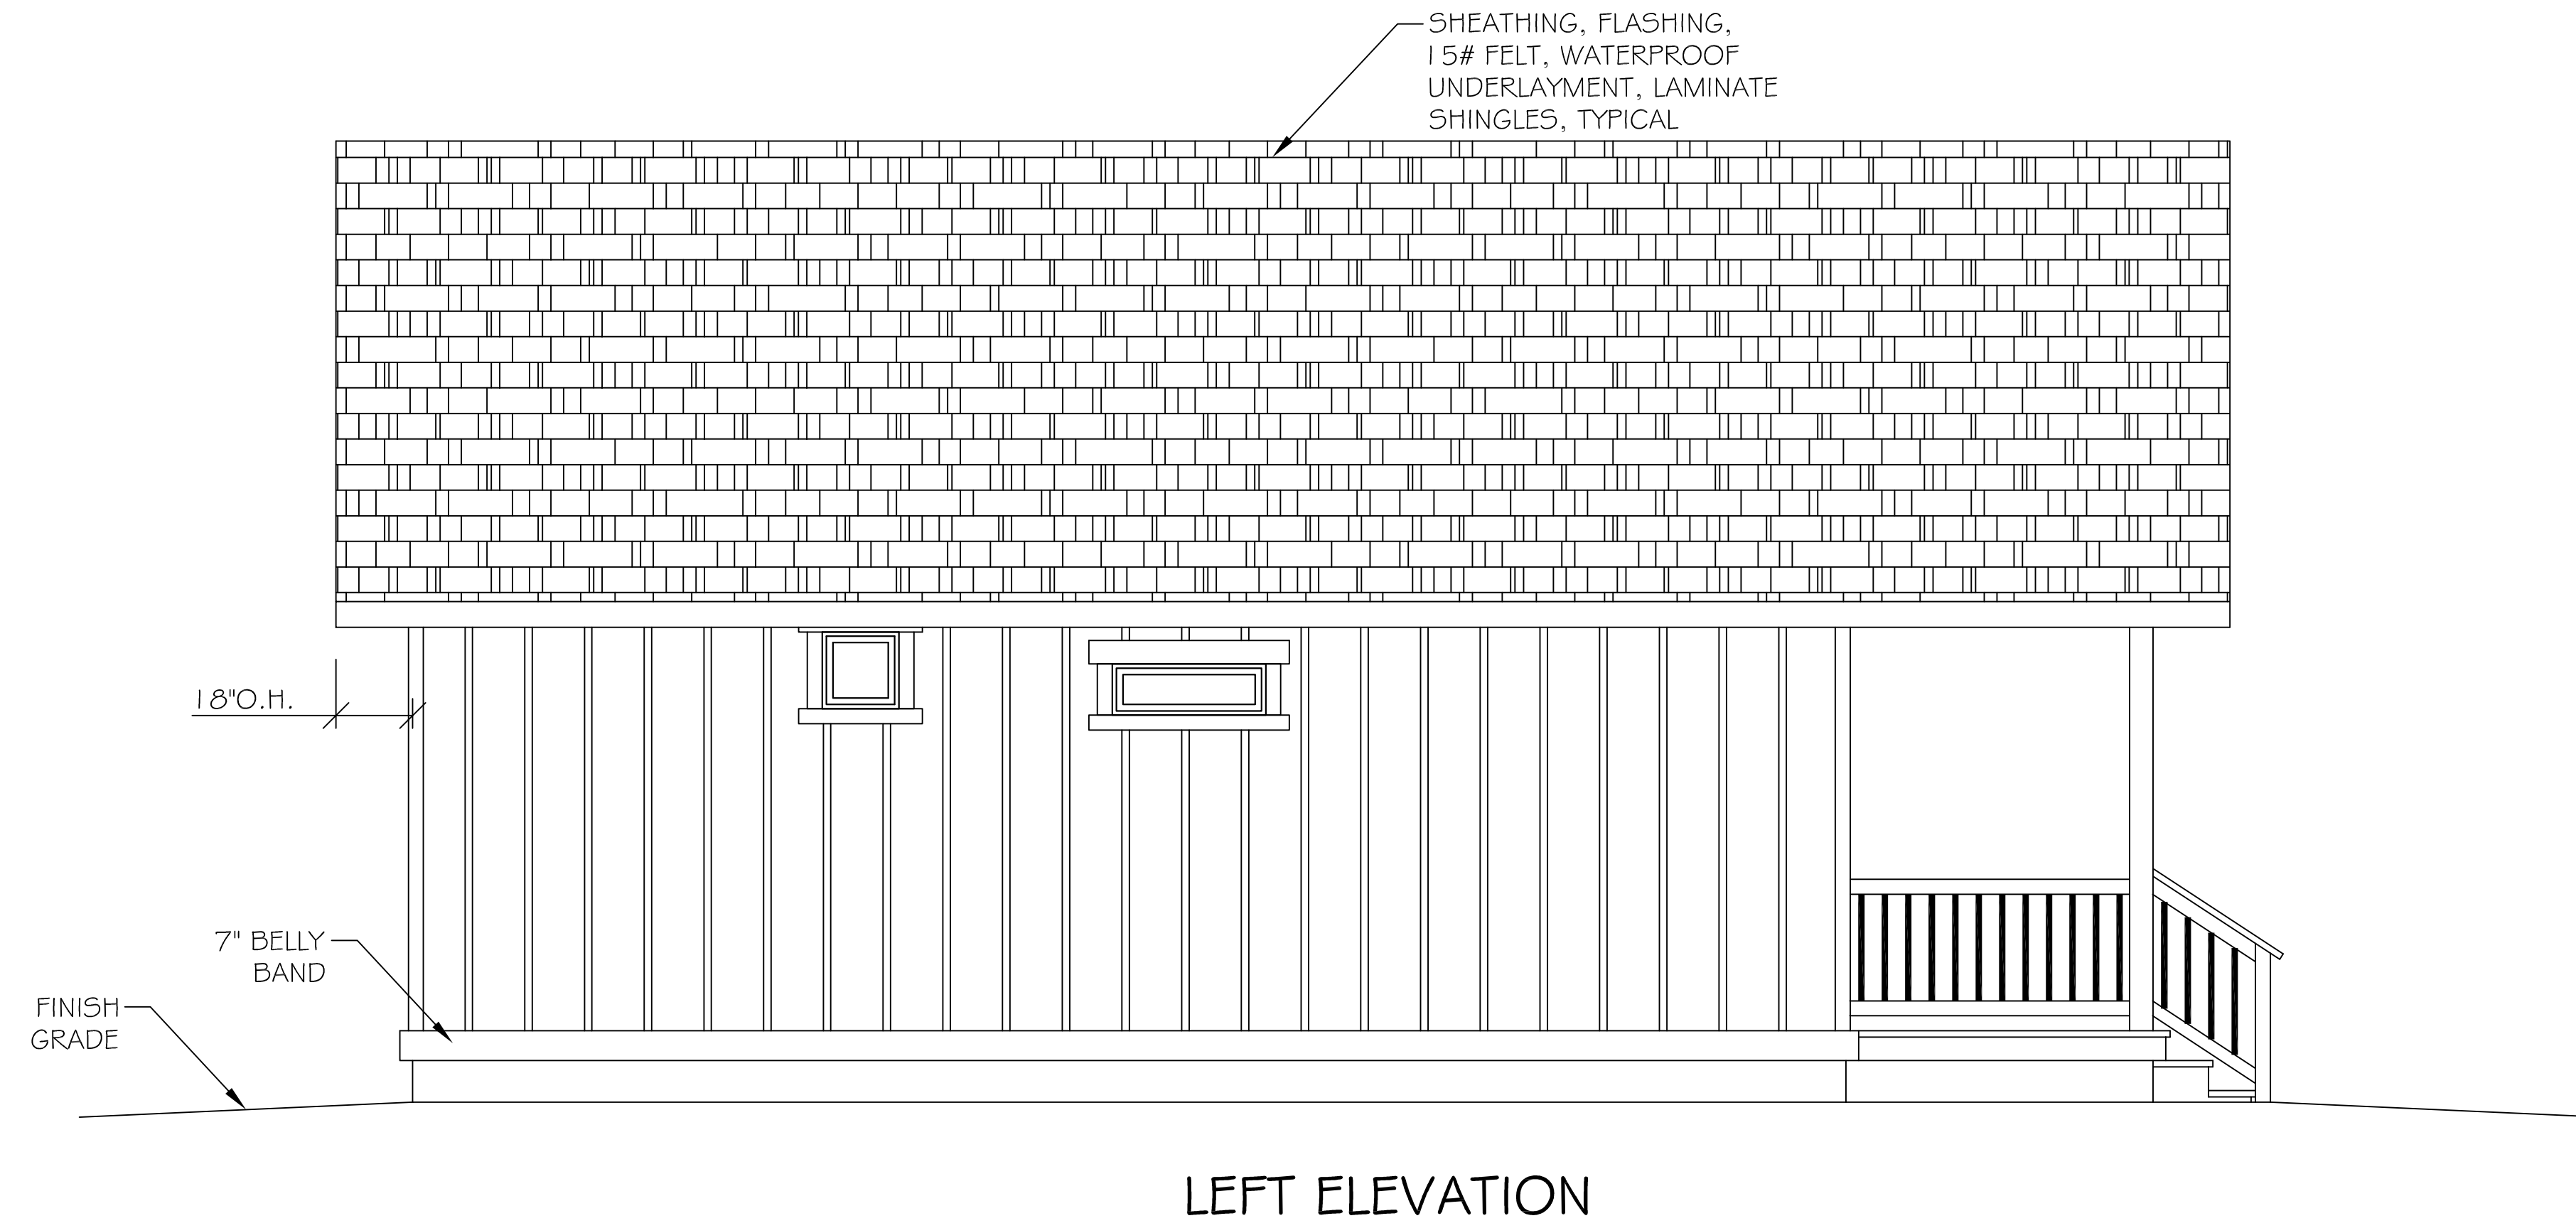 SHEATHING, FLASHING,
15# FELT, WATERPROOF
UNDERLAYMENT, LAMINATE
SHINGLES, TYPICAL
18"O.H.
7" BELLY
BAND
FINISH
GRADE
LEFT ELEVATION